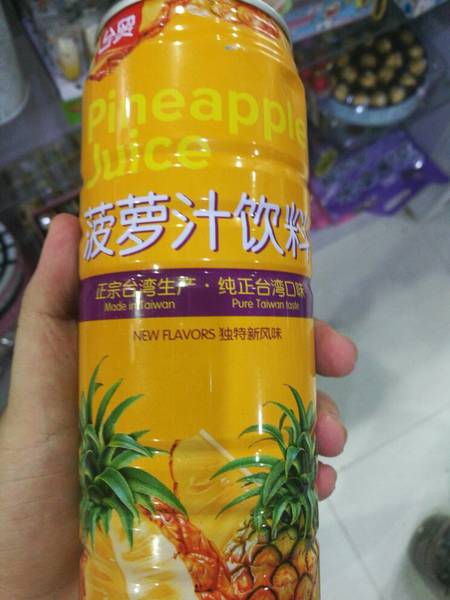 Pineapple
Juice
菠萝汁饮料
正宗台湾生产·纯正台湾口味
Made in Taiwan Pure Taiwan taste
NEW FLAVORS 独特新风味